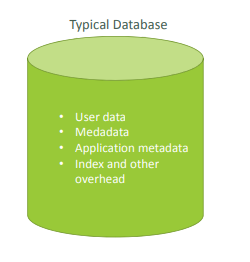 Typical Database
• User data
• Medadata
• Application metadata
• Index and other
overhead